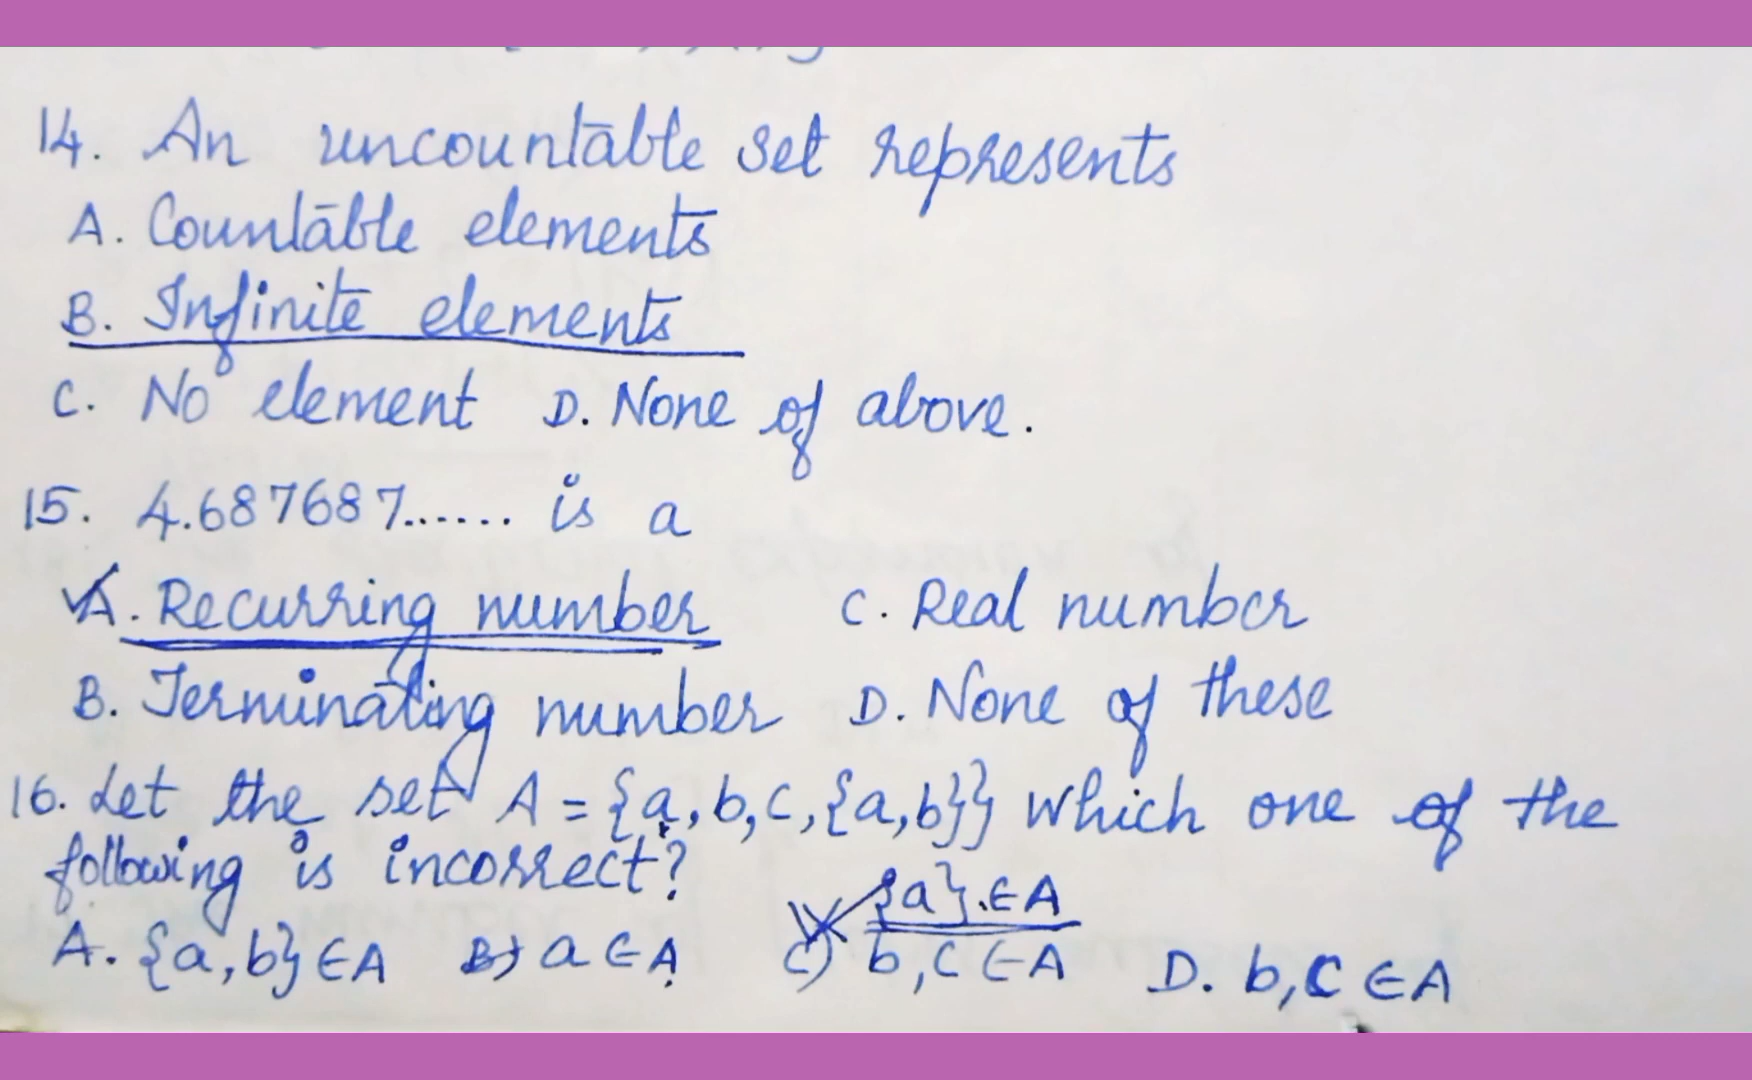 14. An uncountable set represents
A. Countable elements
B. Infinite elements
C. No element D. None of above.
15. 4.687687...... is a
A. Recurring number C. Real number
B. Terminating number D. None of these
16. Let the set A = {a, b, c, {a, b}} which one of the
following is incorrect?
{a} ∈ A
A. {a, b} ∈ A B) a ∈ A C) b, c ∈ A D. b, c ∈ A